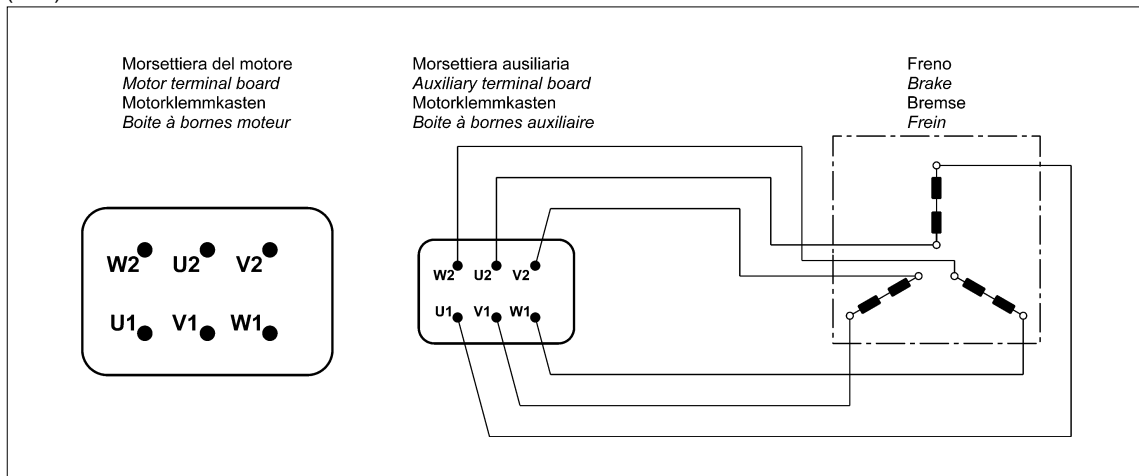 Morsettiera del motore
Motor terminal board
Motorklemmkasten
Boite à bornes moteur
Morsettiera ausiliaria
Auxiliary terminal board
Motorklemmkasten
Boite à bornes auxiliaire
Freno
Brake
Bremse
Frein
W2 U2 V2
U1 V1 W1
W2 U2 V2
U1 V1 W1